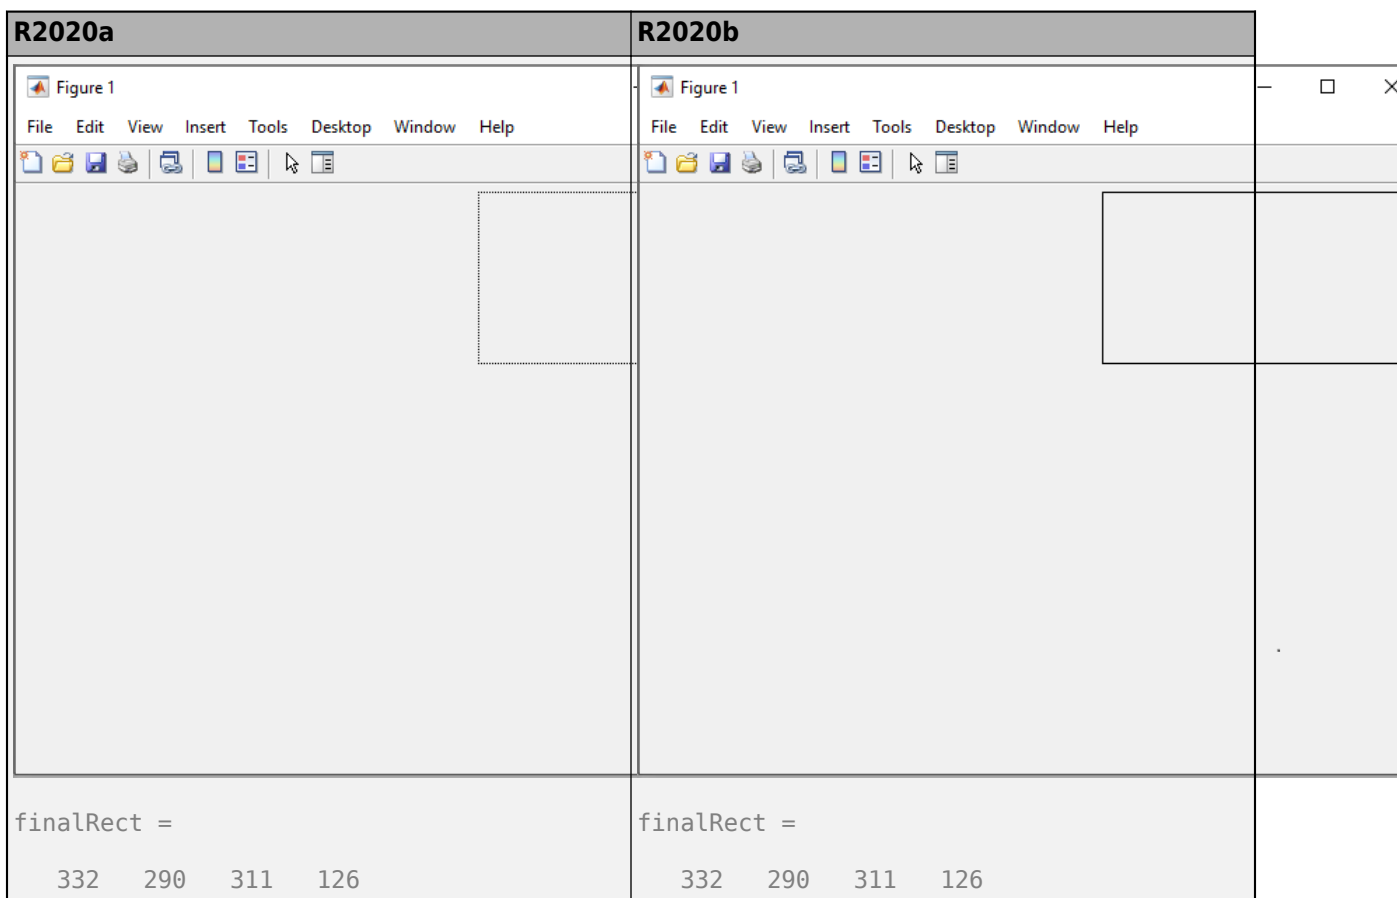 R2020a R2020b
Figure 1 Figure 1
File Edit View Insert Tools Desktop Window Help File Edit View Insert Tools Desktop Window Help
finalRect = finalRect =
332 290 311 126 332 290 311 126